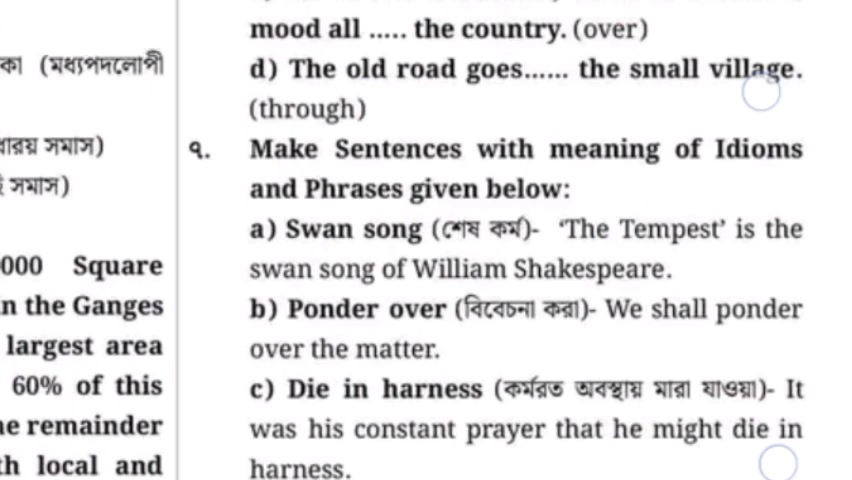 কা (মধ্যপদলোপী
ধারয় সমাস)
সমাস)
000 Square
n the Ganges
largest area
60% of this
e remainder
th local and
mood all ..... the country. (over)
d) The old road goes...... the small village.
(through)
৭. Make Sentences with meaning of Idioms
and Phrases given below:
a) Swan song (শেষ কর্ম)- ‘The Tempest’ is the
swan song of William Shakespeare.
b) Ponder over (বিবেচনা করা)- We shall ponder
over the matter.
c) Die in harness (কর্মরত অবস্থায় মারা যাওয়া)- It
was his constant prayer that he might die in
harness.